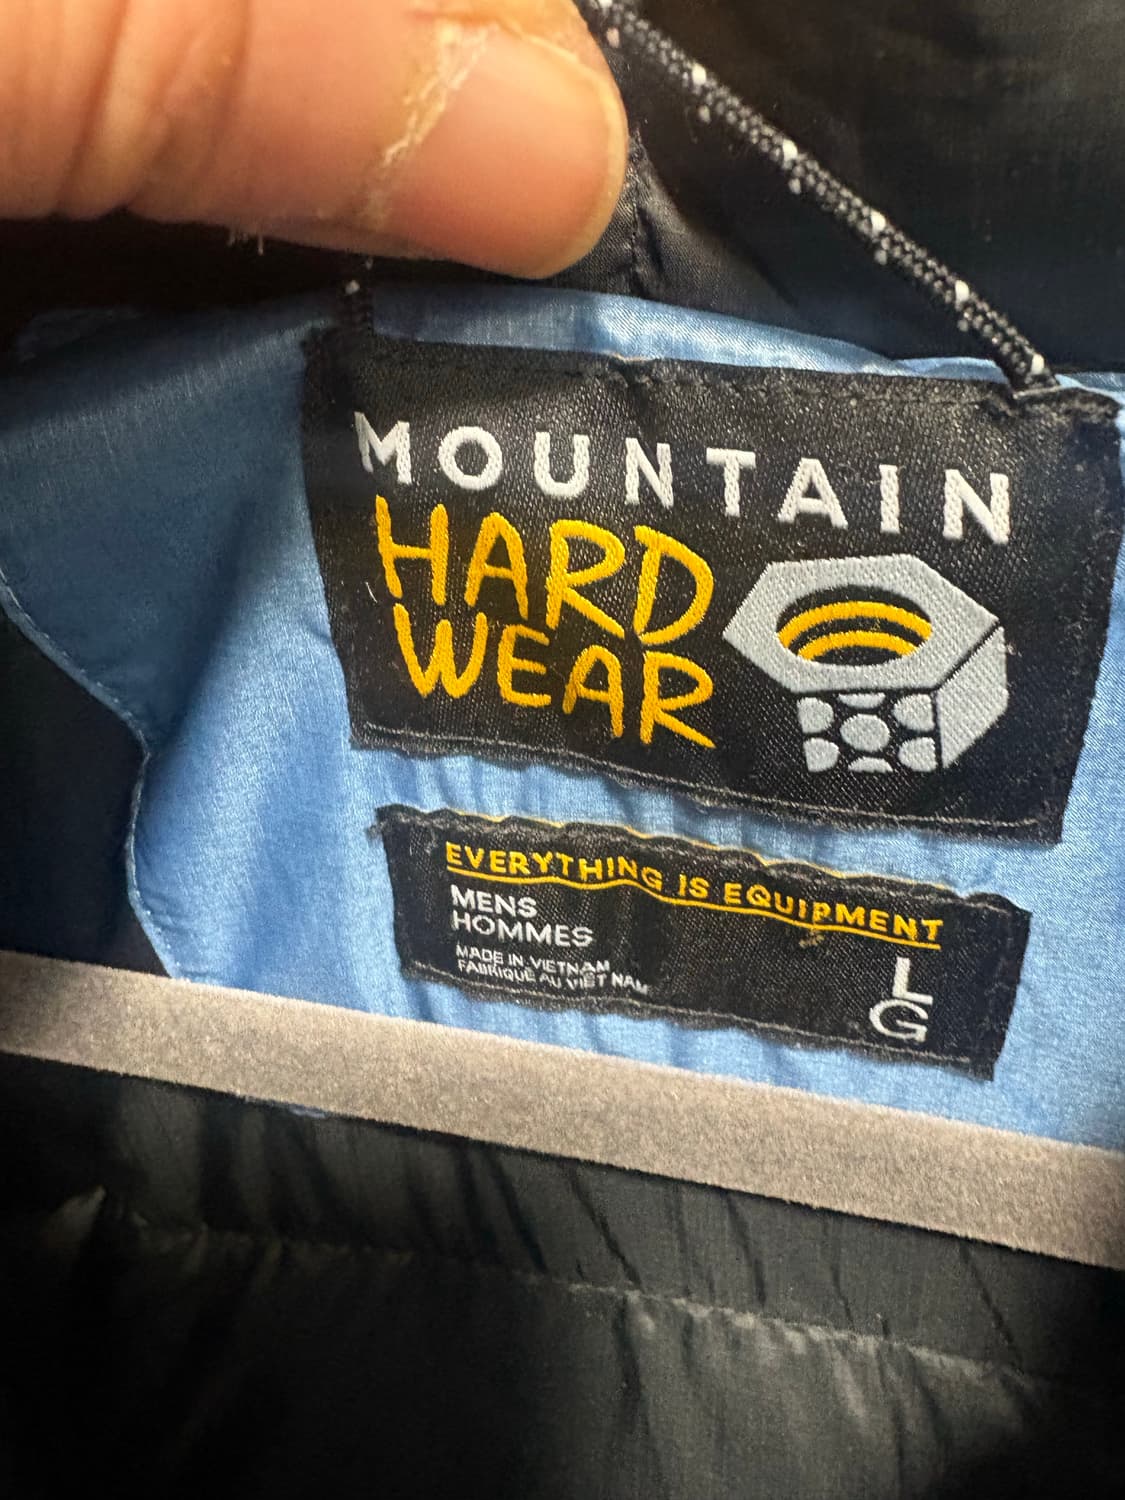 MOUNTAIN
HARD
WEAR
EVERYTHING IS EQUIPMENT
MENS
HOMMES
MADE IN VIETNAM
FABRIQUÉ AU VIET NAM
L
G